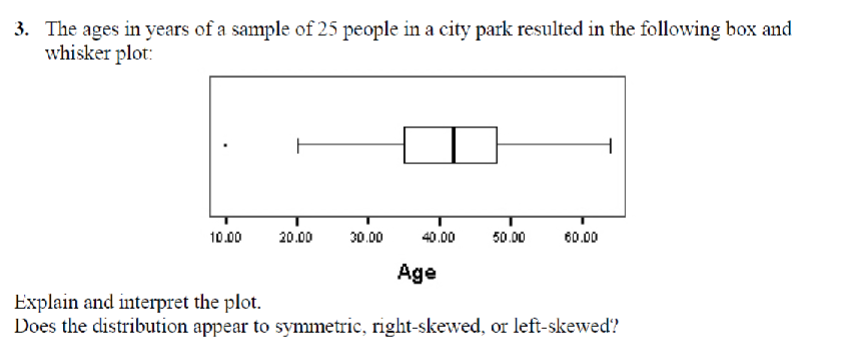 3. The ages in years of a sample of 25 people in a city park resulted in the following box and
whisker plot:
10.00 20.00 30.00 40.00 50.00 60.00
Age
Explain and interpret the plot.
Does the distribution appear to symmetric, right-skewed, or left-skewed?